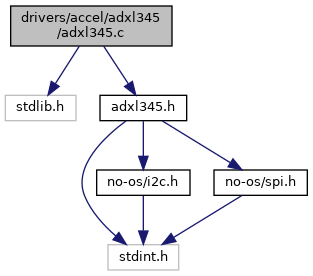 drivers/accel/adxl345
/adxl345.c
stdlib.h
adxl345.h
no-os/i2c.h
no-os/spi.h
stdint.h